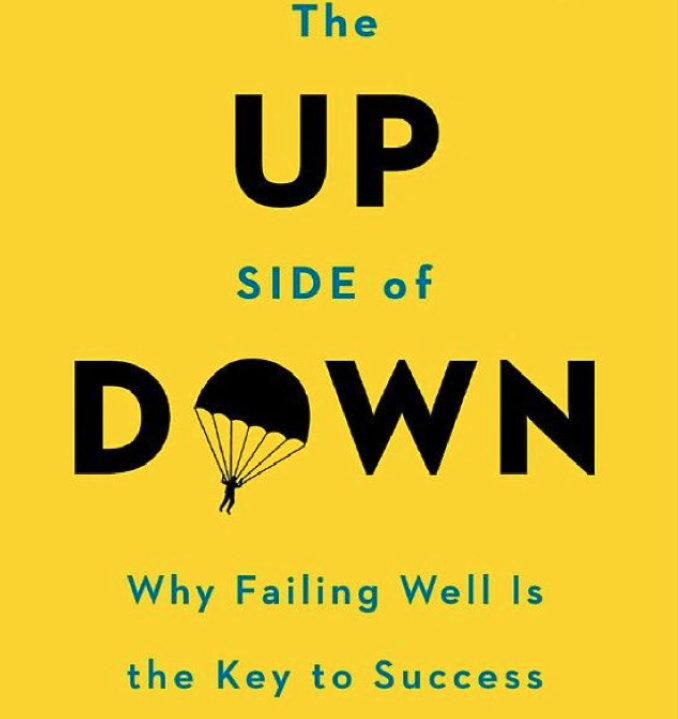 The
UP
SIDE of
DOWN
Why Failing Well Is
the Key to Success